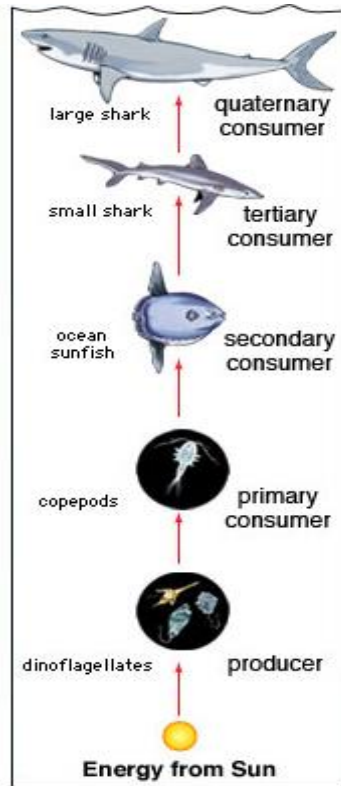 large shark
quaternary
consumer
small shark
tertiary
consumer
ocean
sunfish
secondary
consumer
copepods
primary
consumer
dinoflagellates
producer
Energy from Sun